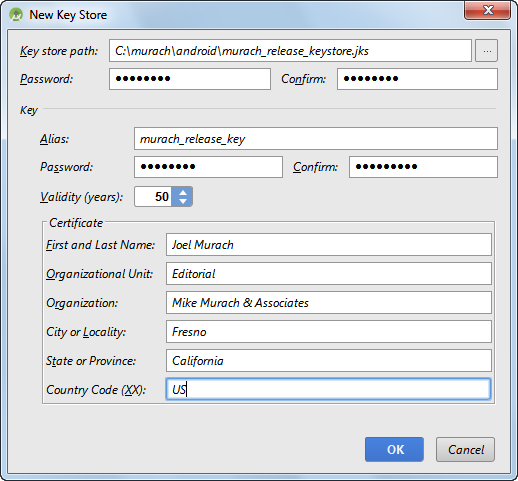 New Key Store
Key store path: C:\murach\android\murach_release_keystore.jks ...
Password: ●●●●●●●● Confirm: ●●●●●●●●
Key
Alias: murach_release_key
Password: ●●●●●●●● Confirm: ●●●●●●●●●
Validity (years): 50
Certificate
First and Last Name: Joel Murach
Organizational Unit: Editorial
Organization: Mike Murach & Associates
City or Locality: Fresno
State or Province: California
Country Code (XX): US
OK Cancel